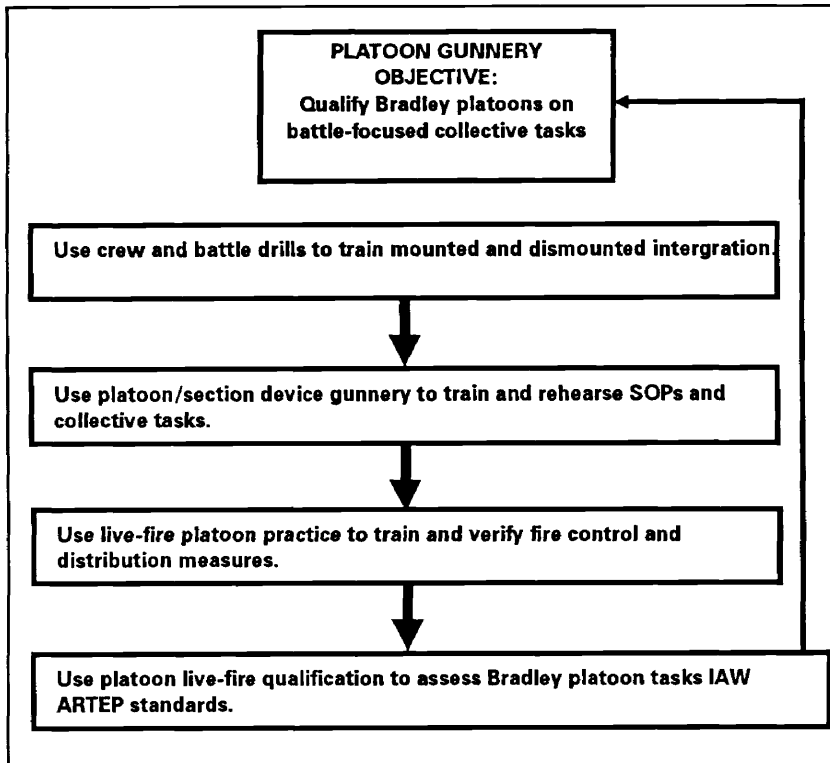 PLATOON GUNNERY
OBJECTIVE:
Qualify Bradley platoons on
battle-focused collective tasks
Use crew and battle drills to train mounted and dismounted intergration.
Use platoon/section device gunnery to train and rehearse SOPs and
collective tasks.
Use live-fire platoon practice to train and verify fire control and
distribution measures.
Use platoon live-fire qualification to assess Bradley platoon tasks IAW
ARTEP standards.